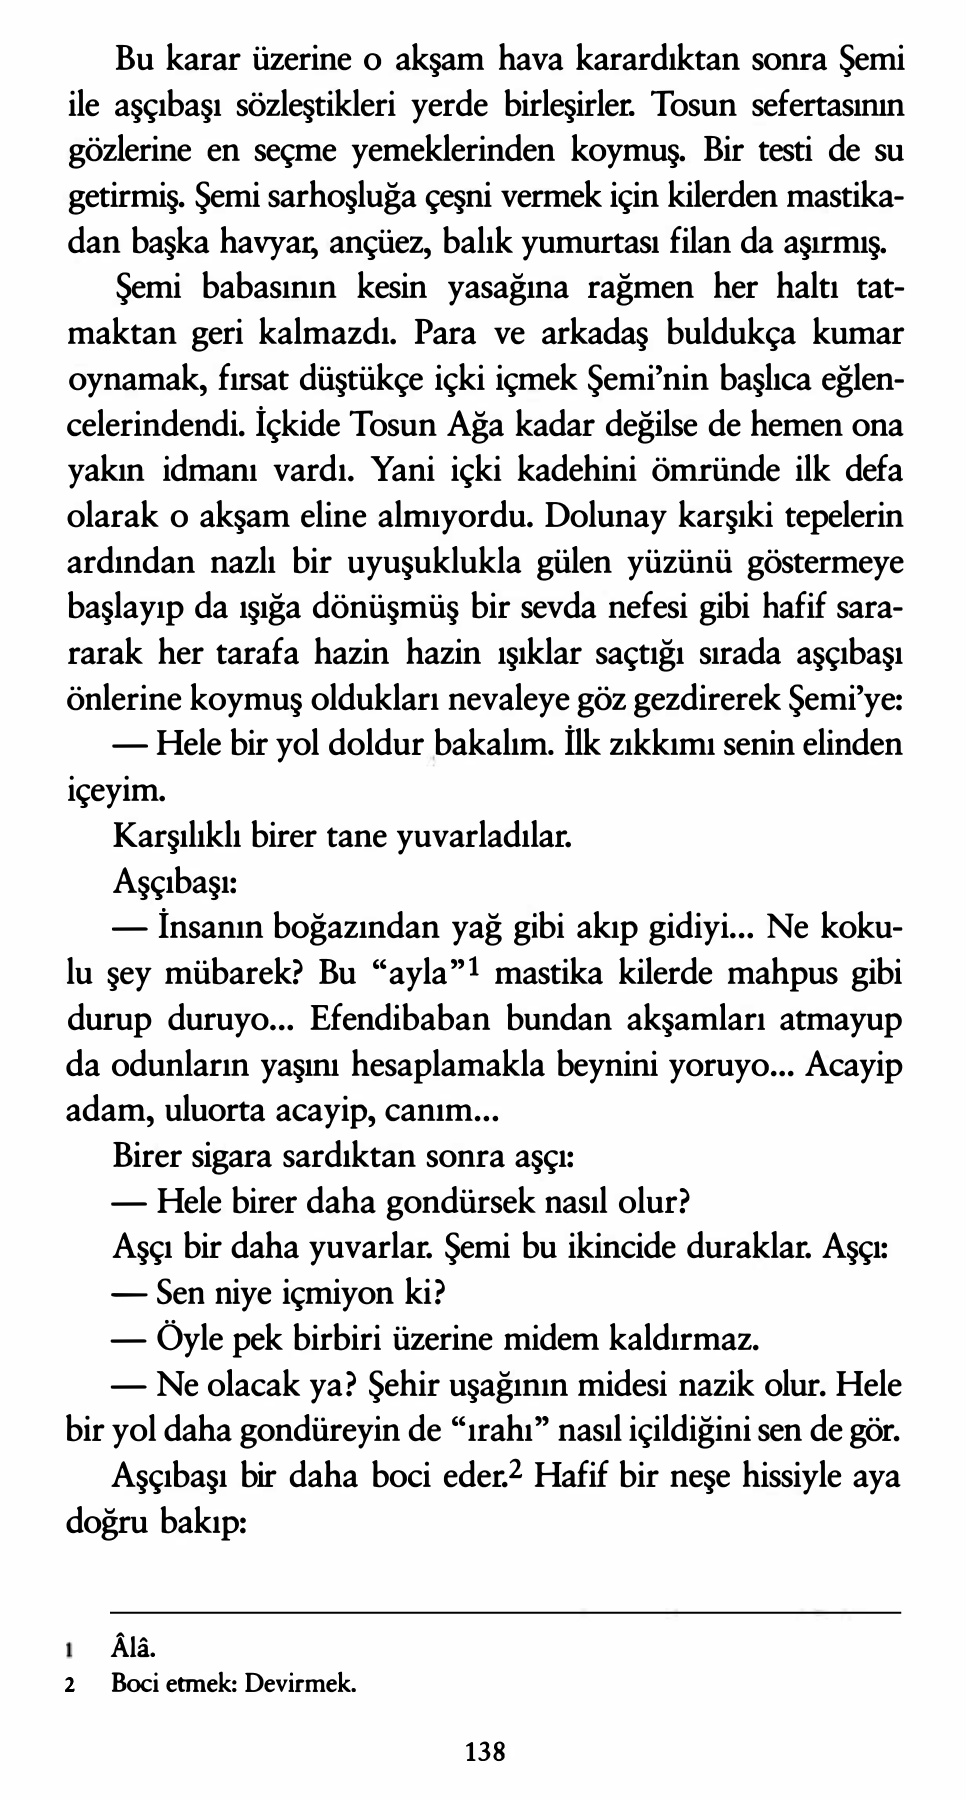 Bu karar üzerine o akşam hava karardıktan sonra Şemi
ile aşçıbaşı sözleştikleri yerde birleşirler. Tosun sefertasının
gözlerine en seçme yemeklerinden koymuş. Bir testi de su
getirmiş. Şemi sarhoşluğa çeşni vermek için kilerden mastika-
dan başka havyar, ançüez, balık yumurtası filan da aşırmış.
Şemi babasının kesin yasağına rağmen her haltı tat-
maktan geri kalmazdı. Para ve arkadaş buldukça kumar
oynamak, fırsat düştükçe içki içmek Şemi’nin başlıca eğlen-
celerindendi. İçkide Tosun Ağa kadar değilse de hemen ona
yakın idmanı vardı. Yani içki kadehini ömründe ilk defa
olarak o akşam eline almıyordu. Dolunay karşıki tepelerin
ardından nazlı bir uyuşuklukla gülen yüzünü göstermeye
başlayıp da ışığa dönüşmüş bir sevda nefesi gibi hafif sara-
rarak her tarafa hazin hazin ışıklar saçtığı sırada aşçıbaşı
önlerine koymuş oldukları nevaleye göz gezdirerek Şemi’ye:
— Hele bir yol doldur bakalım. İlk zıkkımı senin elinden
içeyim.
Karşılıklı birer tane yuvarladılar.
Aşçıbaşı:
— İnsanın boğazından yağ gibi akıp gidiyi... Ne koku-
lu şey mübarek? Bu “ayla”1 mastika kilerde mahpus gibi
durup duruyo... Efendibaban bundan akşamları atmayup
da odunların yaşını hesaplamakla beynini yoruyo... Acayip
adam, uluorta acayip, canım...
Birer sigara sardıktan sonra aşçı:
— Hele birer daha gondürsek nasıl olur?
Aşçı bir daha yuvarlar. Şemi bu ikincide duraklar. Aşçı:
— Sen niye içmiyon ki?
— Öyle pek birbiri üzerine midem kaldırmaz.
— Ne olacak ya? Şehir uşağının midesi nazik olur. Hele
bir yol daha gondüreyin de “ırahı” nasıl içildiğini sen de gör.
Aşçıbaşı bir daha boci eder.2 Hafif bir neşe hissiyle aya
doğru bakıp:
1 Âlâ.
2 Boci etmek: Devirmek.
138